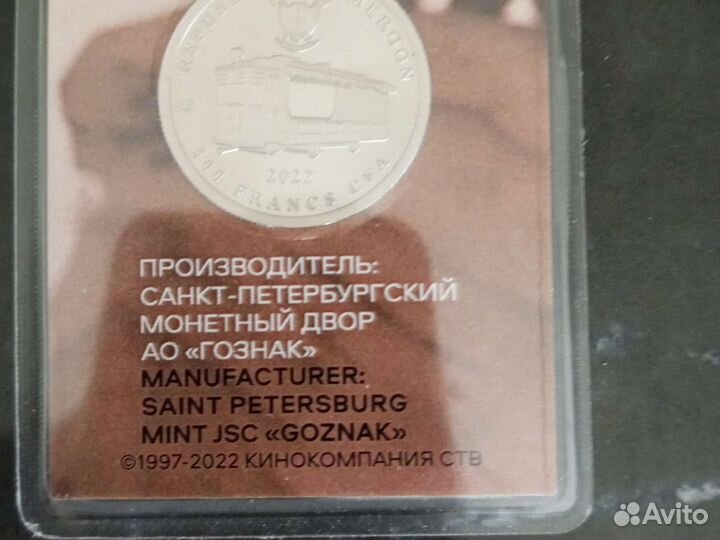 2022
500 FRANCS CFA
ПРОИЗВОДИТЕЛЬ:
САНКТ-ПЕТЕРБУРГСКИЙ
МОНЕТНЫЙ ДВОР
АО «ГОЗНАК»
MANUFACTURER:
SAINT PETERSBURG
MINT JSC «GOZNAK»
©1997-2022 КИНОКОМПАНИЯ СТВ
Avito